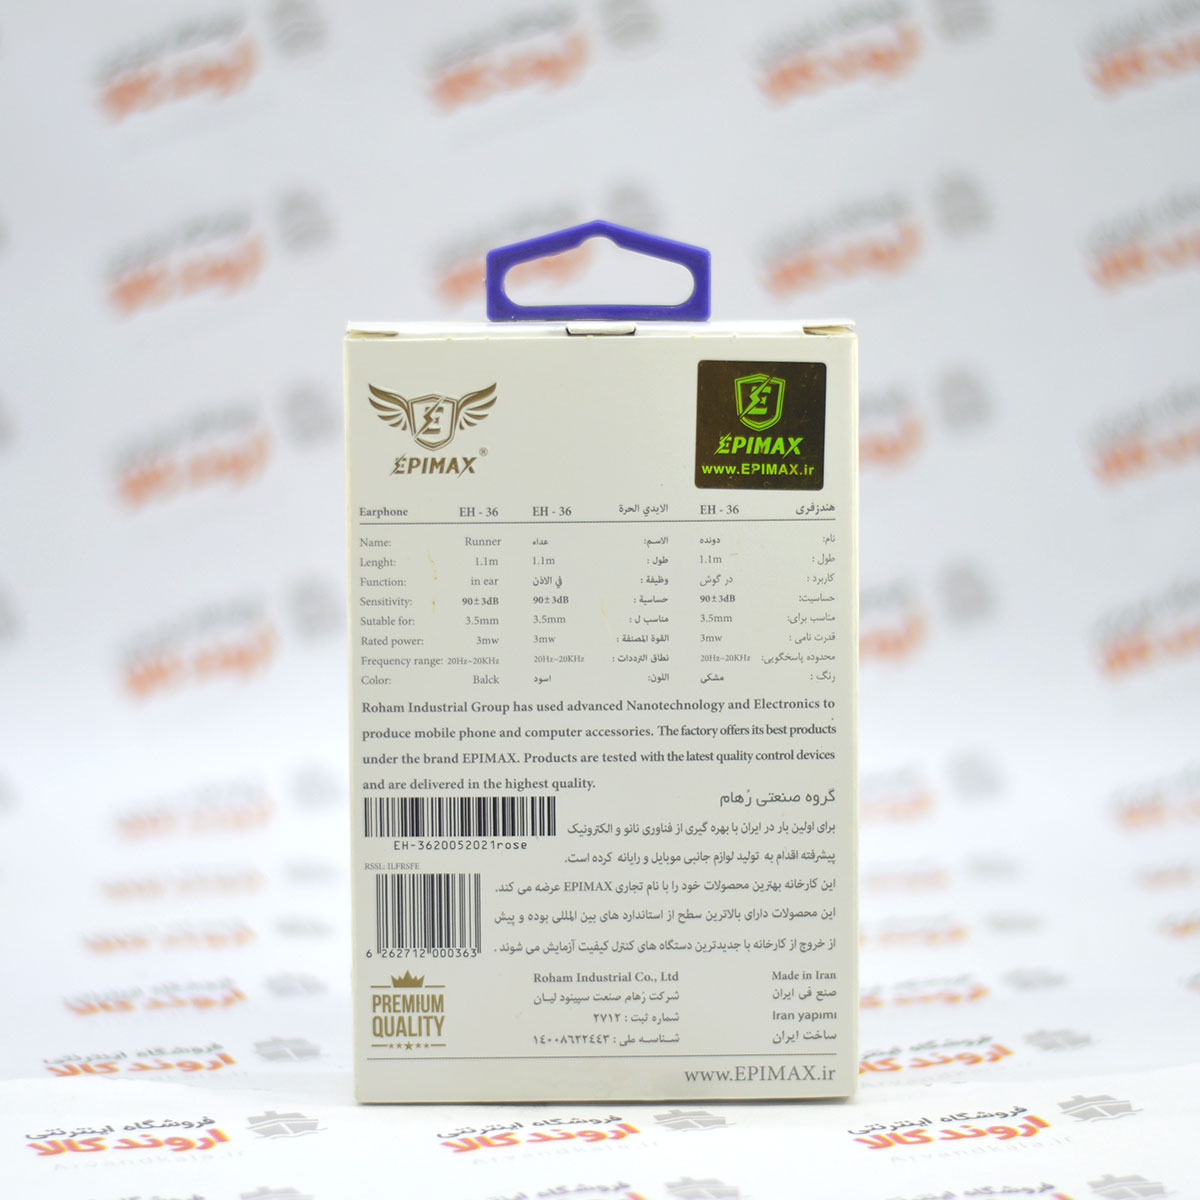 EPIMAX®
EPIMAX
www.EPIMAX.ir
Earphone EH - 36 EH - 36 الايدي الحرة EH - 36 هندزفری
Name: Runner عداء الاسم: دونده نام:
Lenght: 1.1m 1.1m طول : 1.1m طول :
Function: in ear في الاذن وظيفة : در گوش کاربرد :
Sensitivity: 90±3dB 90±3dB حساسية : 90±3dB حساسیت:
Sutable for: 3.5mm 3.5mm مناسب ل : 3.5mm مناسب برای:
Rated power: 3mw 3mw القوة المصنفة : 3mw قدرت نامی :
Frequency range: 20Hz~20KHz 20Hz~20KHz نطاق الترددات : 20Hz~20KHz محدوده پاسخگویی:
Color: Balck اسود اللون: مشکی رنگ :
Roham Industrial Group has used advanced Nanotechnology and Electronics to
produce mobile phone and computer accessories. The factory offers its best products
under the brand EPIMAX. Products are tested with the latest quality control devices
and are delivered in the highest quality.
گروه صنعتی رُهام
برای اولین بار در ایران با بهره گیری از فناوری نانو و الکترونیک
EH-3620052021rose
پیشرفته اقدام به تولید لوازم جانبی موبایل و رایانه کرده است.
RSSL: ILFRSFE
این کارخانه بهترین محصولات خود را با نام تجاری EPIMAX عرضه می کند.
این محصولات دارای بالاترین سطح از استاندارد های بین المللی بوده و پیش
از خروج از کارخانه با جدیدترین دستگاه های کنترل کیفیت آزمایش می شوند .
6 262712 000363
PREMIUM
QUALITY
Roham Industrial Co., Ltd
شرکت رُهام صنعت سپینود لیان
شماره ثبت : ۲۷۱۲
شناسه ملی : ۱۴۰۰۸۶۲۲۴۴۳
Made in Iran
صنع في ايران
Iran yapımı
ساخت ایران
www.EPIMAX.ir
فروشگاه اینترنتی
اروند کالا
Arvandkala.ir
فروشگاه اینترنتی
اروند کالا
Arvandkala.ir